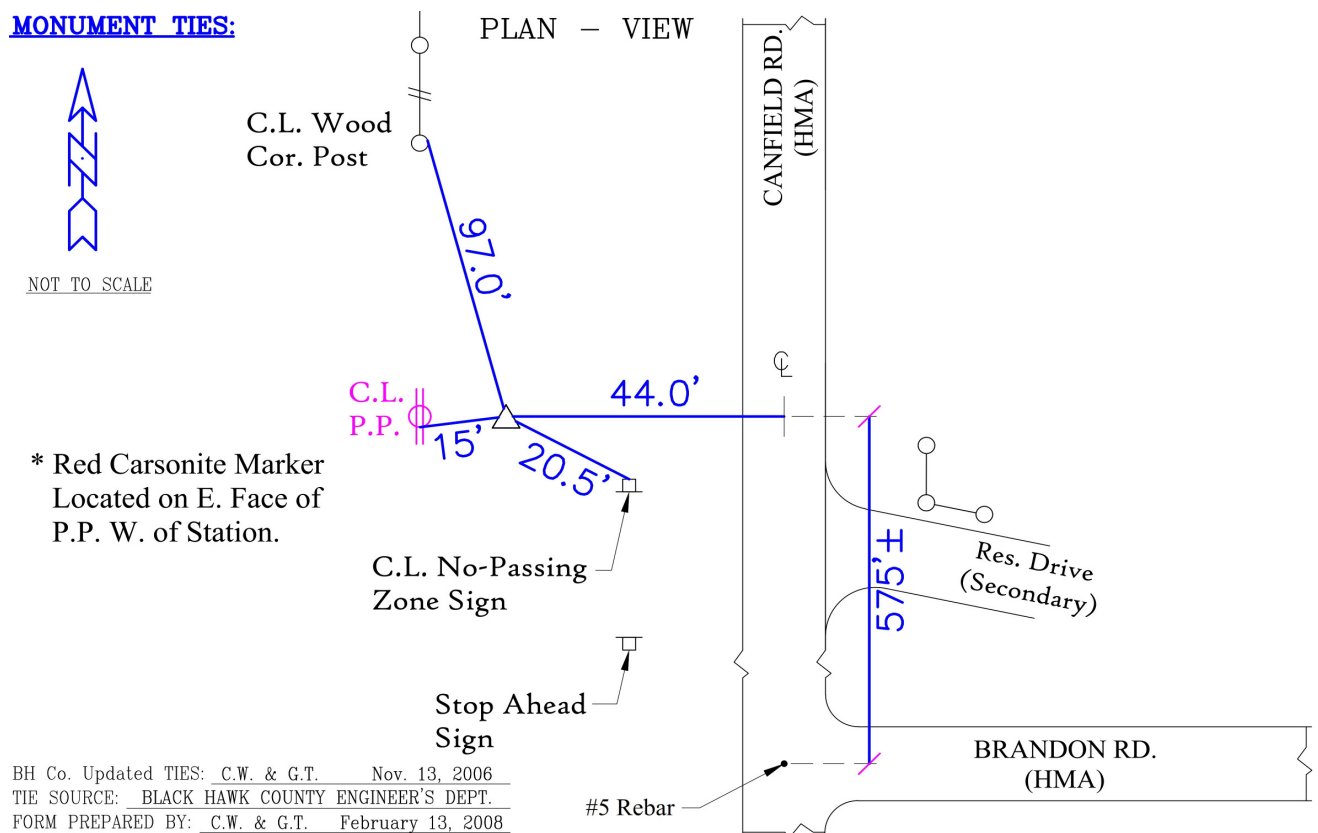 MONUMENT TIES:
PLAN – VIEW
NOT TO SCALE
C.L. Wood
Cor. Post
97.0'
CANFIELD RD.
(HMA)
C.L.
P.P.
15'
44.0'
20.5'
* Red Carsonite Marker
Located on E. Face of
P.P. W. of Station.
C.L. No-Passing
Zone Sign
575' ±
Res. Drive
(Secondary)
Stop Ahead
Sign
#5 Rebar
BRANDON RD.
(HMA)
BH Co. Updated TIES: C.W. & G.T. Nov. 13, 2006
TIE SOURCE: BLACK HAWK COUNTY ENGINEER'S DEPT.
FORM PREPARED BY: C.W. & G.T. February 13, 2008